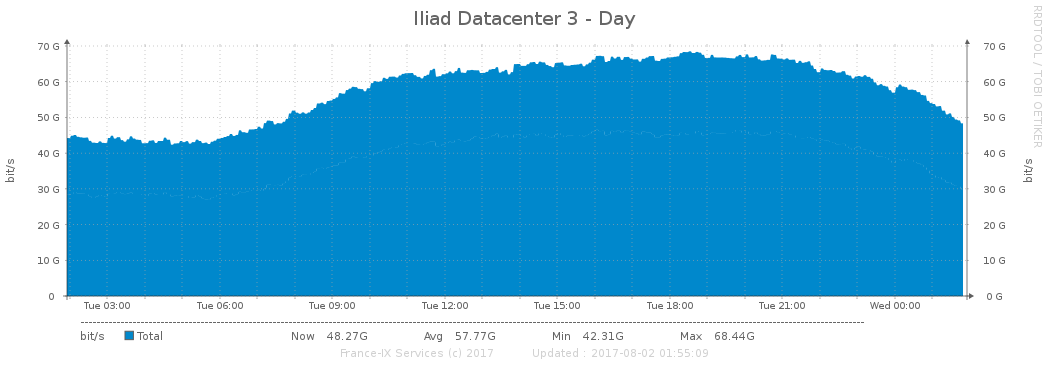 Iliad Datacenter 3 - Day
RRDTOOL / TOBI OETIKER
70 G 70 G
60 G 60 G
50 G 50 G
40 G 40 G
30 G 30 G
20 G 20 G
10 G 10 G
0 0 G
bit/s bit/s
Tue 03:00 Tue 06:00 Tue 09:00 Tue 12:00 Tue 15:00 Tue 18:00 Tue 21:00 Wed 00:00
bit/s Total Now 48.27G Avg 57.77G Min 42.31G Max 68.44G
France-IX Services (c) 2017 Updated : 2017-08-02 01:55:09